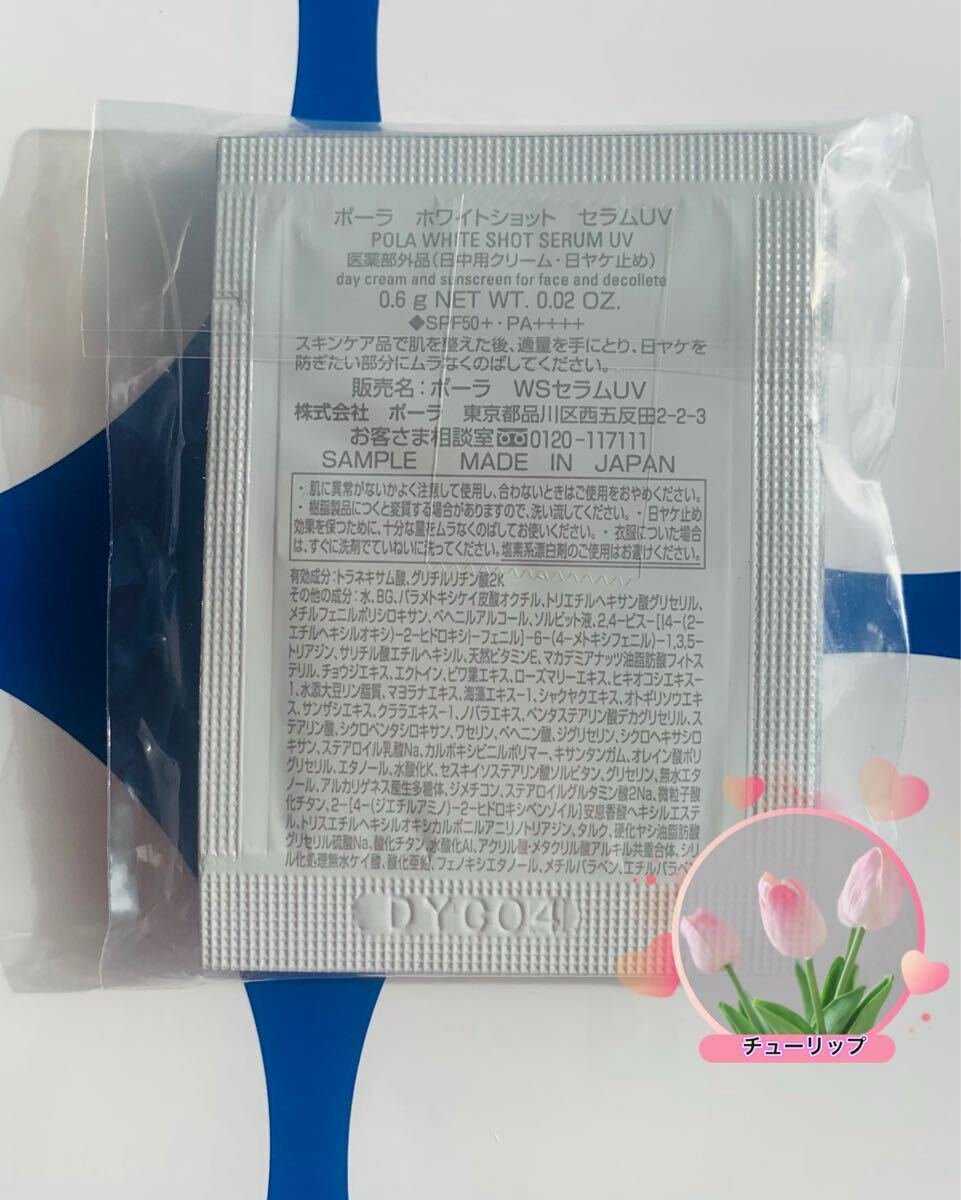 ポーラ ホワイトショット セラムUV
POLA WHITE SHOT SERUM UV
医薬部外品(日中用クリーム・日ヤケ止め)
day cream and sunscreen for face and decollete
0.6 g NET WT. 0.02 OZ.
◆SPF50+・PA++++
スキンケア品で肌を整えた後、適量を手にとり、日ヤケを
防ぎたい部分にムラなくのばしてください。
販売名:ポーラ WSセラムUV
株式会社 ポーラ 東京都品川区西五反田2-2-3
お客さま相談室 0120-117111
SAMPLE MADE IN JAPAN
・肌に異常がないかよく注意して使用し、合わないときはご使用をおやめください。
・樹脂製品につくと変質する場合がありますので、洗い流してください。・日ヤケ止め
効果を保つために、十分な量をムラなくのばしてお使いください。・衣服についた場合
は、すぐに洗剤でていねいに洗ってください。塩素系漂白剤のご使用はお避けください。
有効成分:トラネキサム酸、グリチルリチン酸2K
その他の成分:水、BG、パラメトキシケイ皮酸オクチル、トリエチルヘキサン酸グリセリル、
メチルフェニルポリシロキサン、ベヘニルアルコール、ソルビット液、2,4-ビス-[[4-(2-
エチルヘキシルオキシ)-2-ヒドロキシ]-フェニル]-6-(4-メトキシフェニル)-1,3,5-
トリアジン、サリチル酸エチルヘキシル、天然ビタミンE、マカデミアナッツ油脂肪酸フィトス
テリル、チョウジエキス、エクトイン、ビワ葉エキス、ローズマリーエキス、ヒキオコシエキス-
1、水添大豆リン脂質、マヨラナエキス、海藻エキス-1、シャクヤクエキス、オトギリソウエキ
ス、サンザシエキス、クララエキス-1、ノバラエキス、ペンタステアリン酸デカグリセリル、ス
テアリン酸、シクロペンタシロキサン、ワセリン、ベヘニン酸、ジグリセリン、シクロヘキサシロ
キサン、ステアロイル乳酸Na、カルボキシビニルポリマー、キサンタンガム、オレイン酸ポリ
グリセリル、エタノール、水酸化K、セスキイソステアリン酸ソルビタン、グリセリン、無水エタ
ノール、アルカリゲネス産生多糖体、ジメチコン、ステアロイルグルタミン酸2Na、微粒子酸
化チタン、2-[4-(ジエチルアミノ)-2-ヒドロキシベンゾイル]安息香酸ヘキシルエステ
ル、トリスエチルヘキシルオキシカルボニルアニリノトリアジン、タルク、硬化ヤシ油脂肪酸
グリセリル硫酸Na、酸化チタン、水酸化Al、アクリル酸・メタクリル酸アルキル共重合体、シリ
ル化処理無水ケイ酸、酸化亜鉛、フェノキシエタノール、メチルパラベン、エチルパラベン
チューリップ